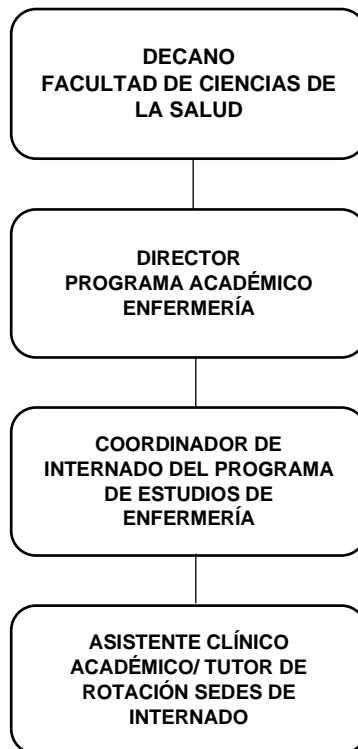 DECANO
FACULTAD DE CIENCIAS DE
LA SALUD
DIRECTOR
PROGRAMA ACADÉMICO
ENFERMERÍA
COORDINADOR DE
INTERNADO DEL PROGRAMA
DE ESTUDIOS DE
ENFERMERÍA
ASISTENTE CLÍNICO
ACADÉMICO/ TUTOR DE
ROTACIÓN SEDES DE
INTERNADO